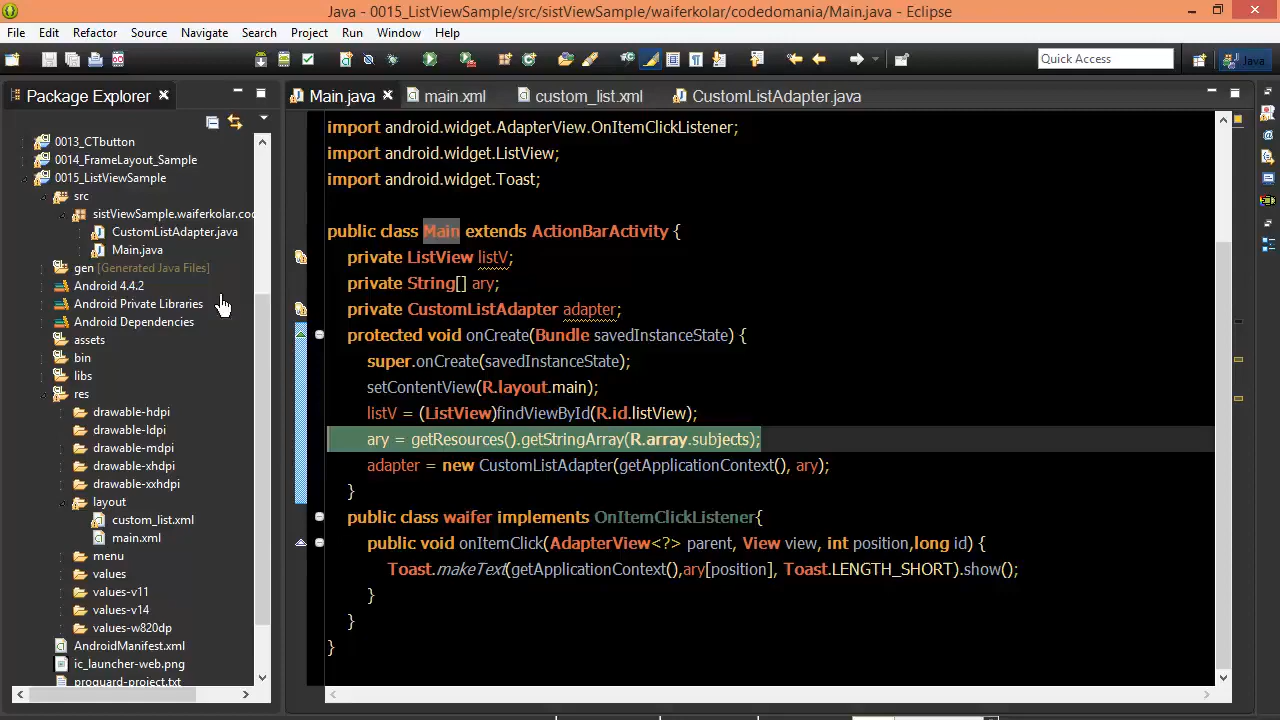 Java - 0015_ListViewSample/src/sistViewSample/waiferkolar/codedomania/Main.java - Eclipse
File Edit Refactor Source Navigate Search Project Run Window Help
Quick Access
Java
Package Explorer
Main.java main.xml custom_list.xml CustomListAdapter.java
0013_CTbutton
0014_FrameLayout_Sample
0015_ListViewSample
src
sistViewSample.waiferkolar.coc
CustomListAdapter.java
Main.java
gen [Generated Java Files]
Android 4.4.2
Android Private Libraries
Android Dependencies
assets
bin
libs
res
drawable-hdpi
drawable-ldpi
drawable-mdpi
drawable-xhdpi
drawable-xxhdpi
layout
custom_list.xml
main.xml
menu
values
values-v11
values-v14
values-w820dp
AndroidManifest.xml
ic_launcher-web.png
proguard-project.txt
import android.widget.AdapterView.OnItemClickListener;
import android.widget.ListView;
import android.widget.Toast;
public class Main extends ActionBarActivity {
private ListView listV;
private String[] ary;
private CustomListAdapter adapter;
protected void onCreate(Bundle savedInstanceState) {
super.onCreate(savedInstanceState);
setContentView(R.layout.main);
listV = (ListView)findViewById(R.id.listView);
ary = getResources().getStringArray(R.array.subjects);
adapter = new CustomListAdapter(getApplicationContext(), ary);
}
public class waifer implements OnItemClickListener{
public void onItemClick(AdapterView<?> parent, View view, int position,long id) {
Toast.makeText(getApplicationContext(),ary[position], Toast.LENGTH_SHORT).show();
}
}
}